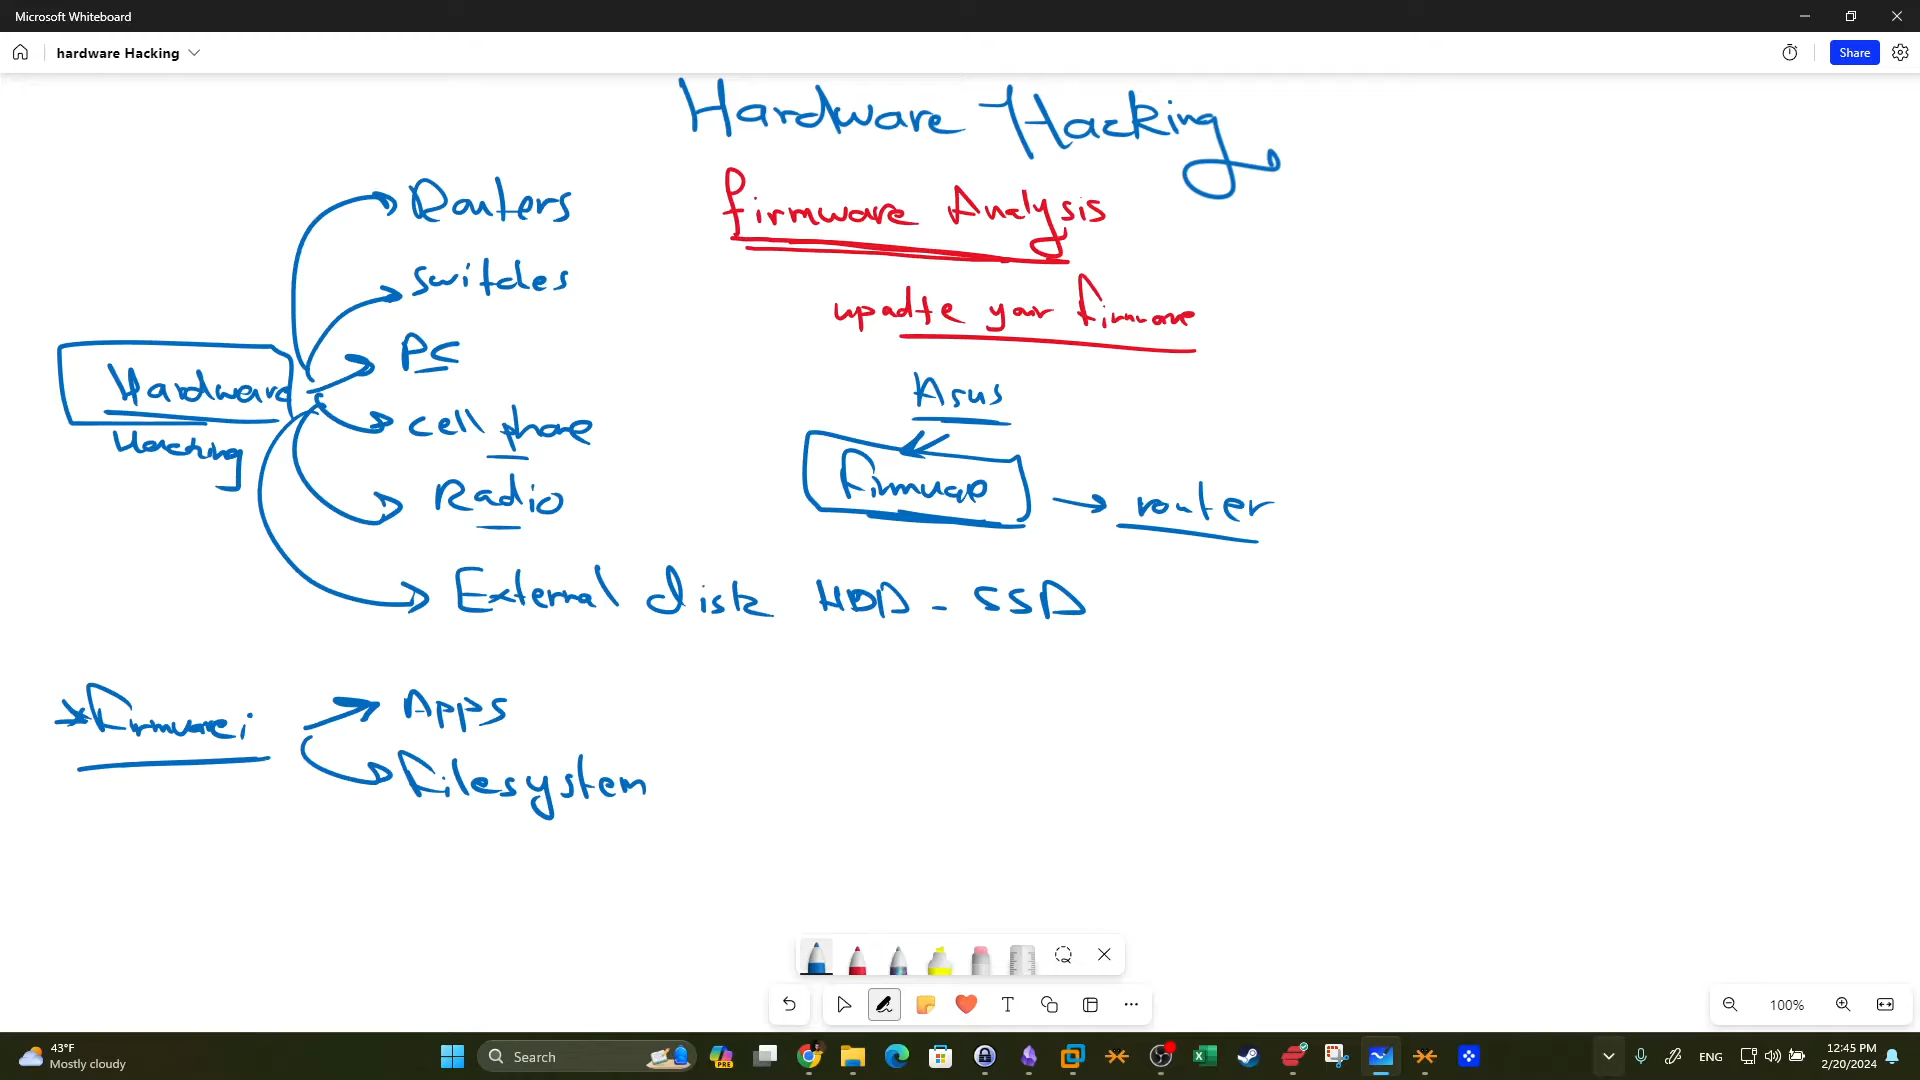 Microsoft Whiteboard
hardware Hacking
Share
Hardware Hacking
Routers
switches
PC
cell phone
Radio
External disk HDD - SSD
Hardware
Hacking
firmware Analysis
upadte your firmware
Asus
firmware → router
*firmware:
Apps
Filesystem
100%
43°F
Mostly cloudy
Search
PRE
ENG
12:45 PM
2/20/2024